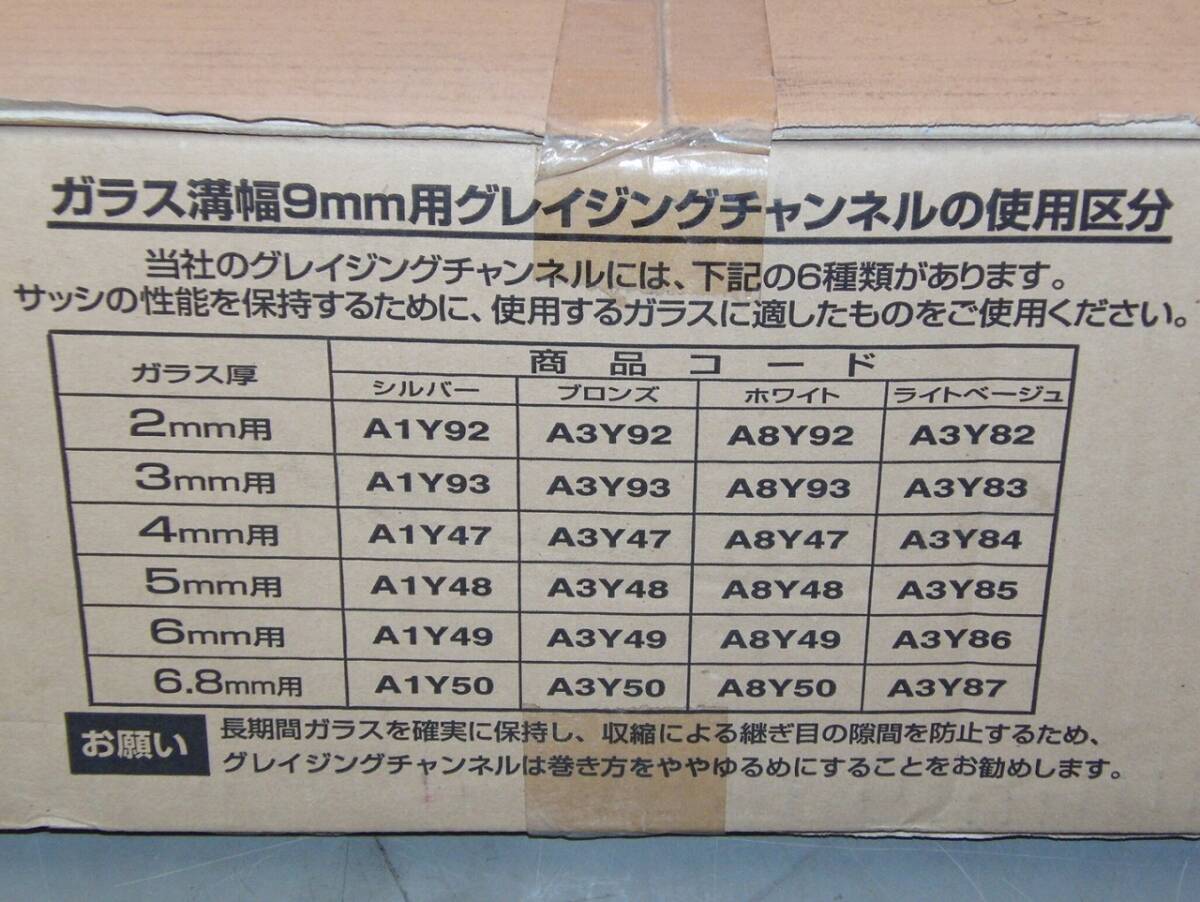 ガラス溝幅9mm用グレイジングチャンネルの使用区分
当社のグレイジングチャンネルには、下記の6種類があります。
サッシの性能を保持するために、使用するガラスに適したものをご使用ください。
ガラス厚 商品コード
シルバー ブロンズ ホワイト ライトベージュ
2mm用 A1Y92 A3Y92 A8Y92 A3Y82
3mm用 A1Y93 A3Y93 A8Y93 A3Y83
4mm用 A1Y47 A3Y47 A8Y47 A3Y84
5mm用 A1Y48 A3Y48 A8Y48 A3Y85
6mm用 A1Y49 A3Y49 A8Y49 A3Y86
6.8mm用 A1Y50 A3Y50 A8Y50 A3Y87
お願い
長期間ガラスを確実に保持し、収縮による継ぎ目の隙間を防止するため、
グレイジングチャンネルは巻き方をややゆるめにすることをお勧めします。